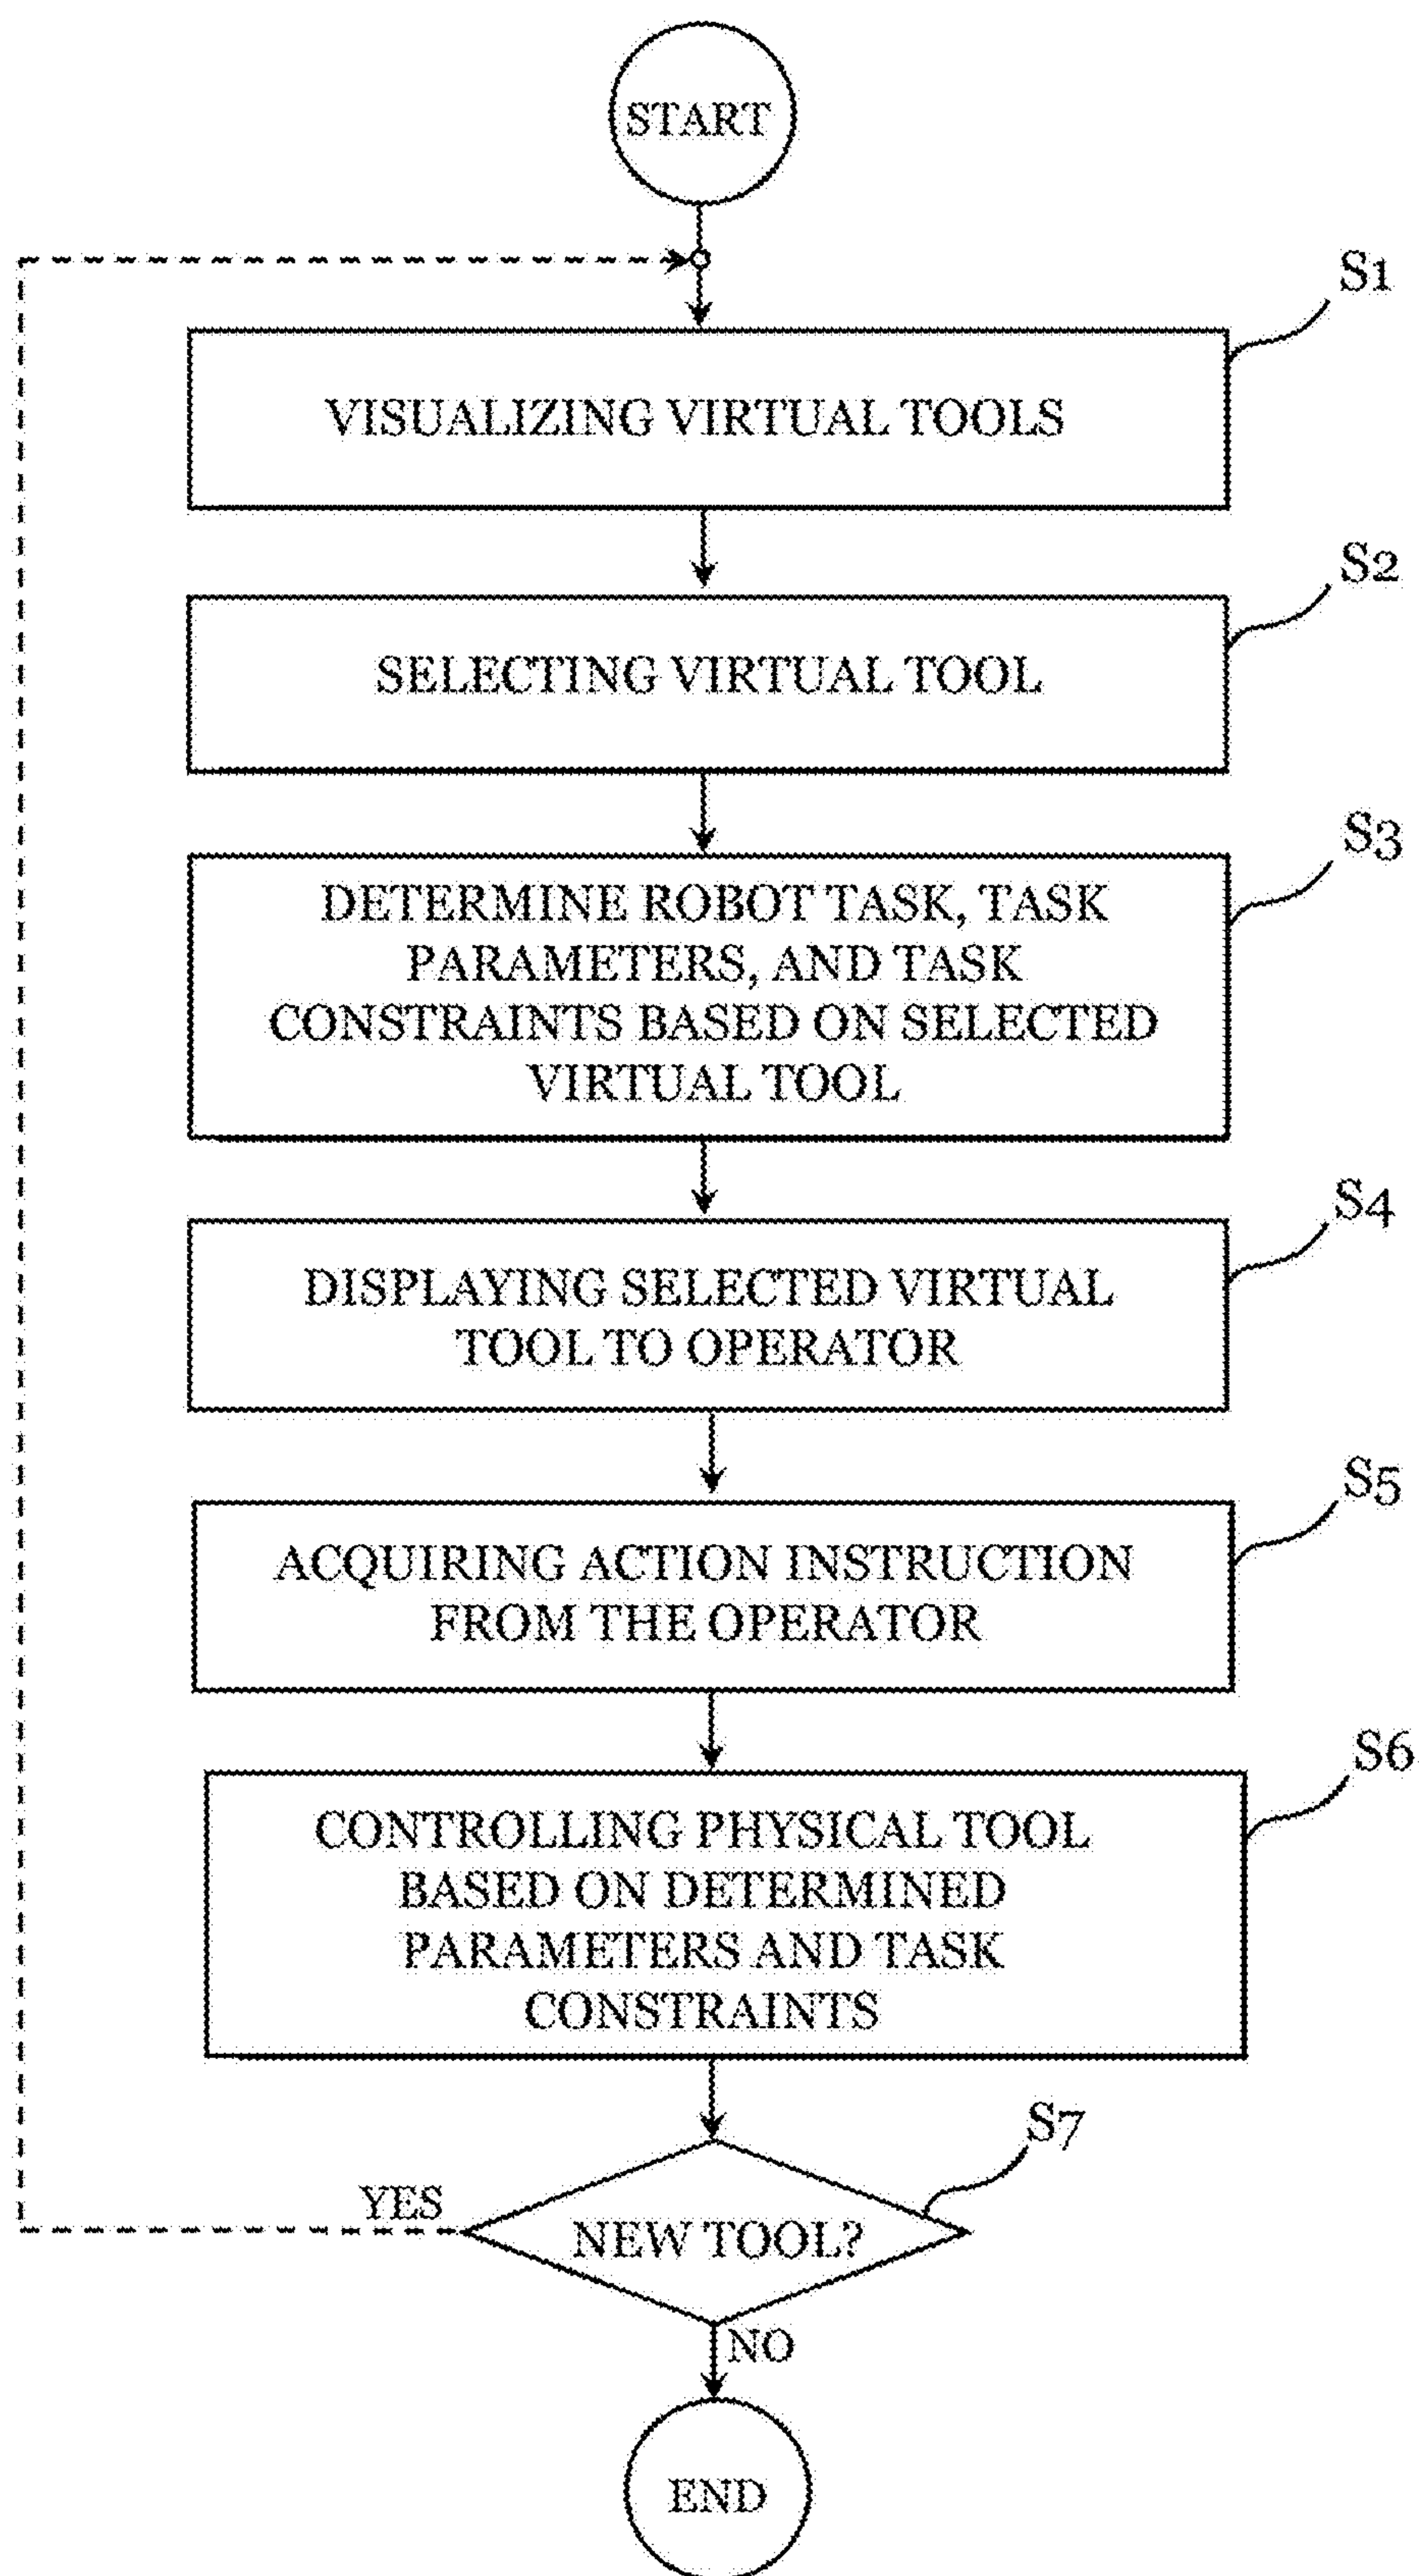 START
S1
VISUALIZING VIRTUAL TOOLS
S2
SELECTING VIRTUAL TOOL
S3
DETERMINE ROBOT TASK, TASK
PARAMETERS, AND TASK
CONSTRAINTS BASED ON SELECTED
VIRTUAL TOOL
S4
DISPLAYING SELECTED VIRTUAL
TOOL TO OPERATOR
S5
ACQUIRING ACTION INSTRUCTION
FROM THE OPERATOR
S6
CONTROLLING PHYSICAL TOOL
BASED ON DETERMINED
PARAMETERS AND TASK
CONSTRAINTS
S7
YES
NEW TOOL?
NO
END